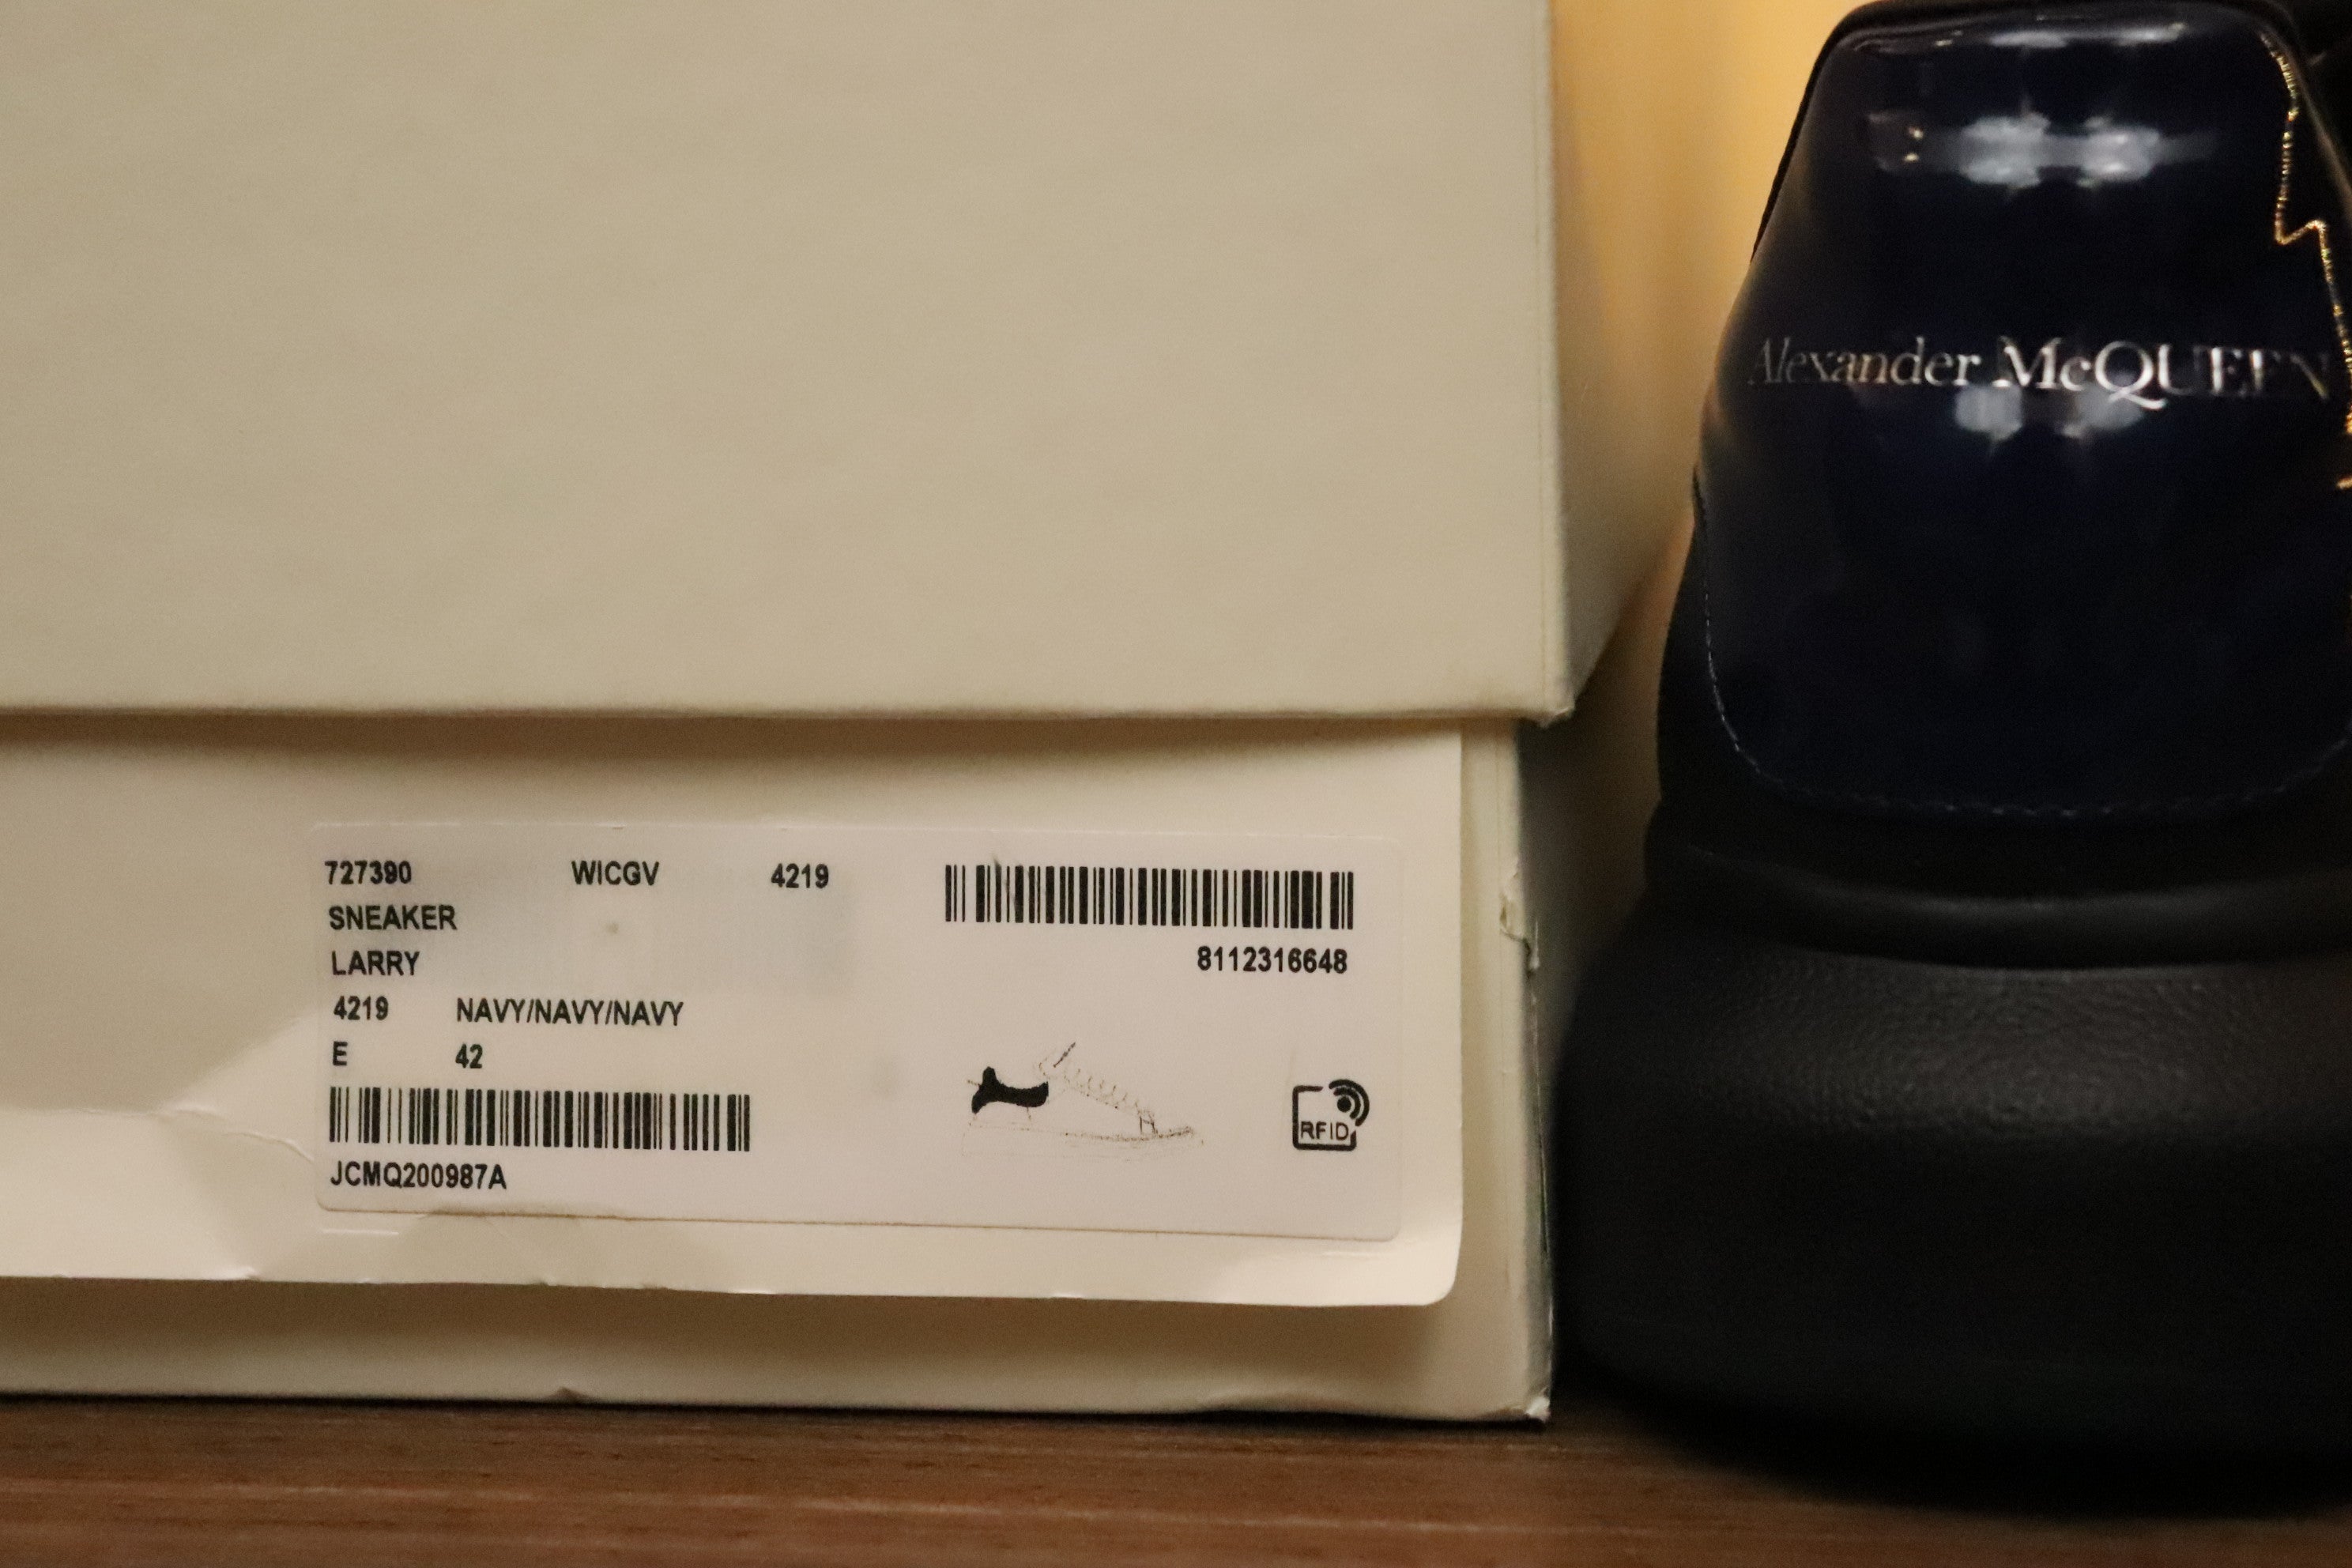 727390 WICGV 4219
SNEAKER
LARRY
4219 NAVY/NAVY/NAVY
E 42
JCMQ200987A
8112316648
RFID
Alexander McQUEEN